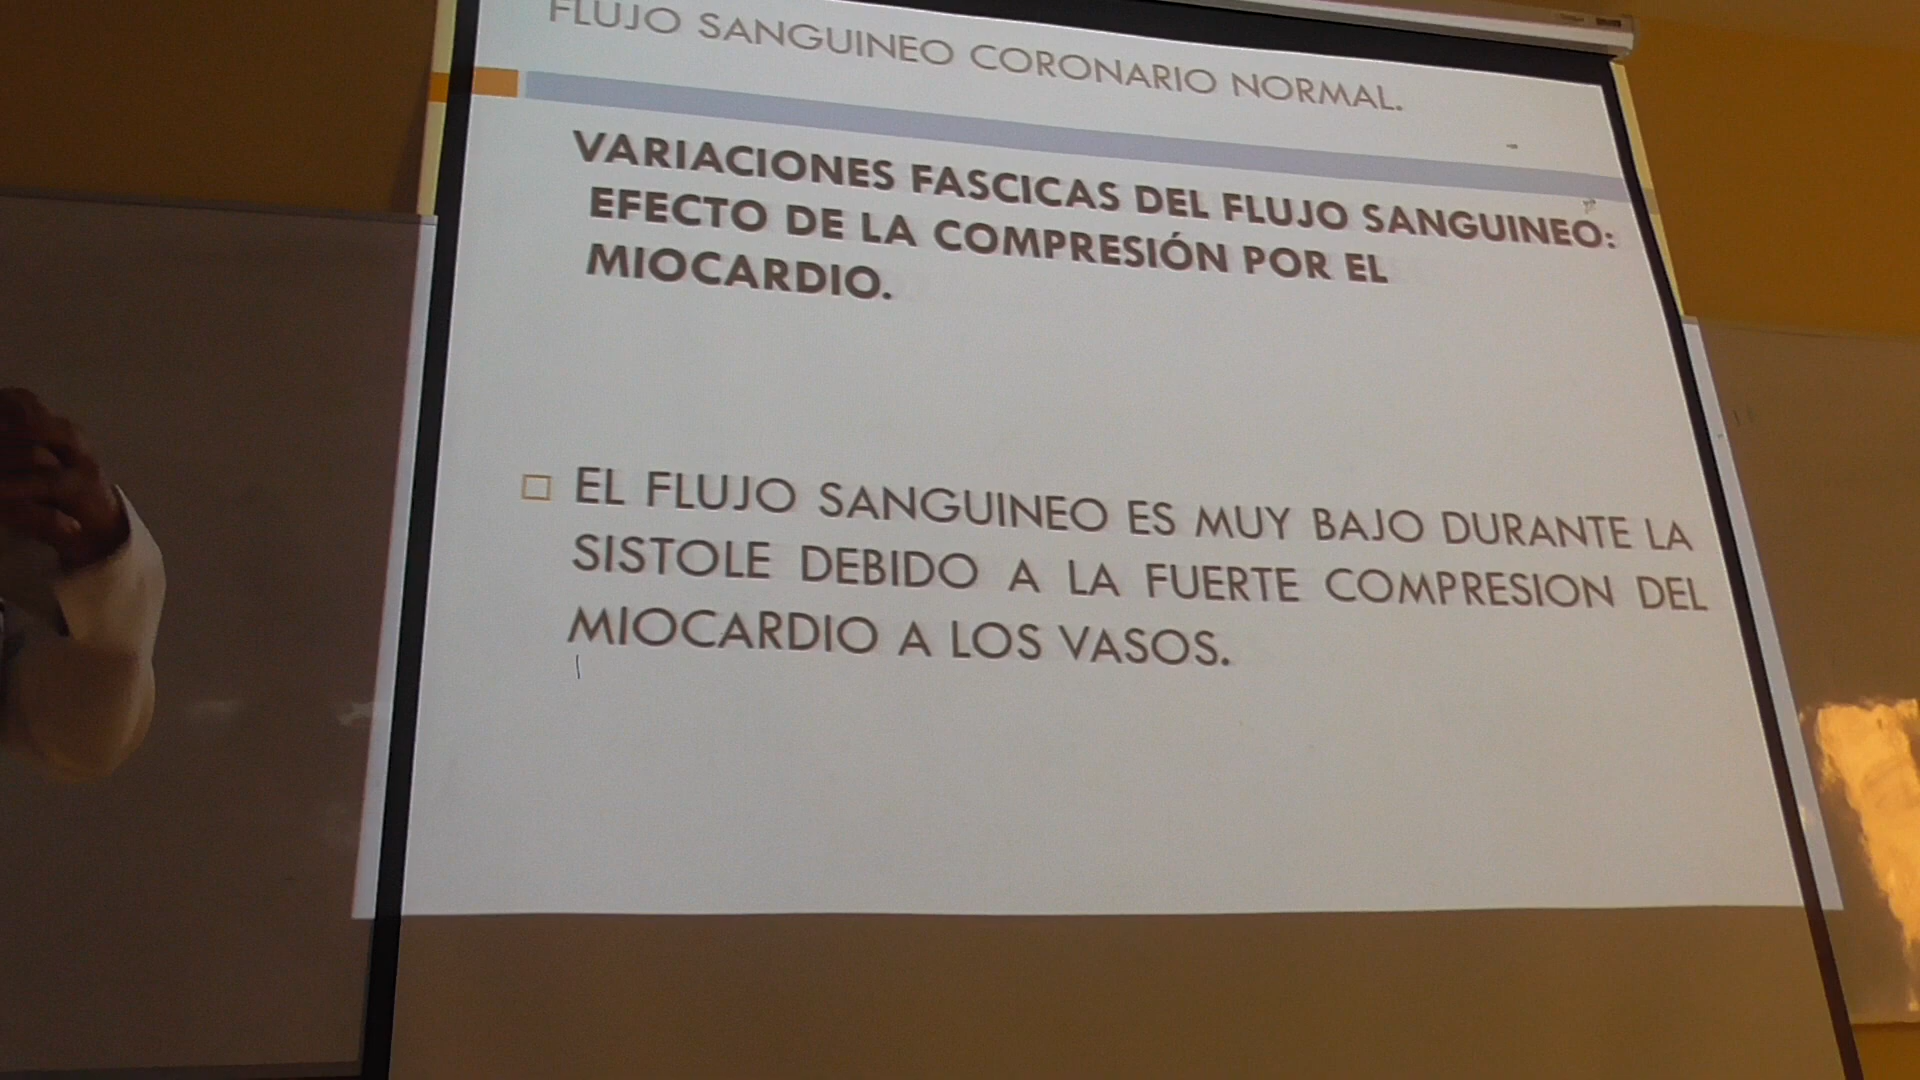 FLUJO SANGUINEO CORONARIO NORMAL.
VARIACIONES FASCICAS DEL FLUJO SANGUINEO:
EFECTO DE LA COMPRESIÓN POR EL
MIOCARDIO.
EL FLUJO SANGUINEO ES MUY BAJO DURANTE LA
SISTOLE DEBIDO A LA FUERTE COMPRESION DEL
MIOCARDIO A LOS VASOS.